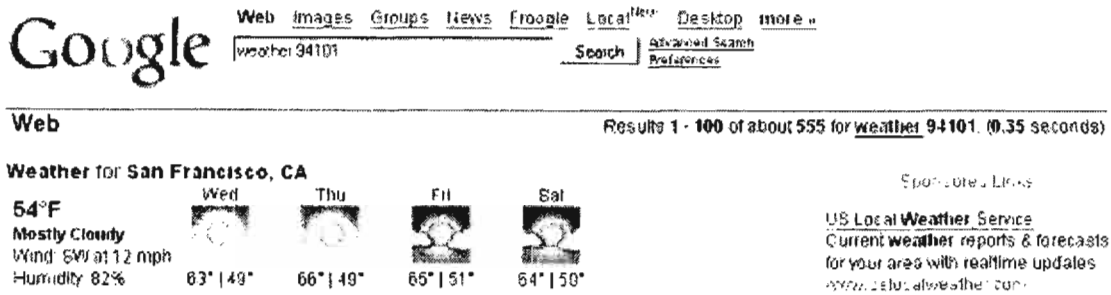 Google
Web Images Groups News Froogle Local New! Desktop more »
weather 94101
Search
Advanced Search
Preferences
Web
Results 1 - 100 of about 555 for weather 94101. (0.35 seconds)
Weather for San Francisco, CA
54°F
Mostly Cloudy
Wind: SW at 12 mph
Humidity: 82%
Wed Thu Fri Sat
63° | 49° 66° | 49° 65° | 51° 64° | 50°
Sponsored Links
US Local Weather Service
Current weather reports & forecasts
for your area with realtime updates